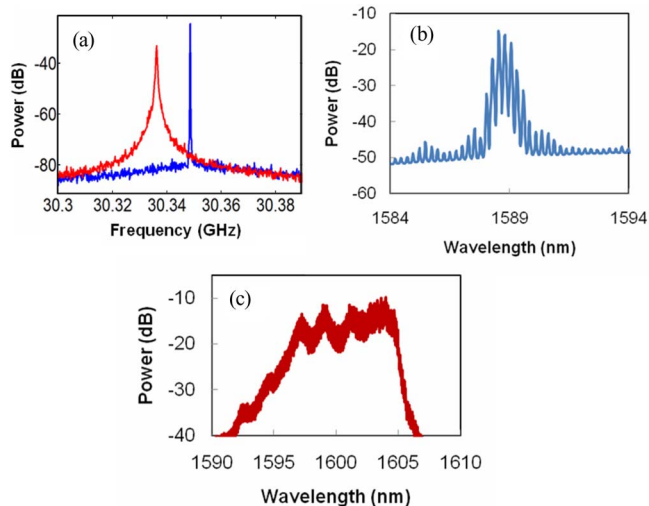 (a)
Power (dB)
-40
-60
-80
30.3 30.32 30.34 30.36 30.38
Frequency (GHz)
(b)
Power (dB)
-10
-20
-30
-40
-50
-60
1584 1589 1594
Wavelength (nm)
(c)
Power (dB)
-10
-20
-30
-40
1590 1595 1600 1605 1610
Wavelength (nm)